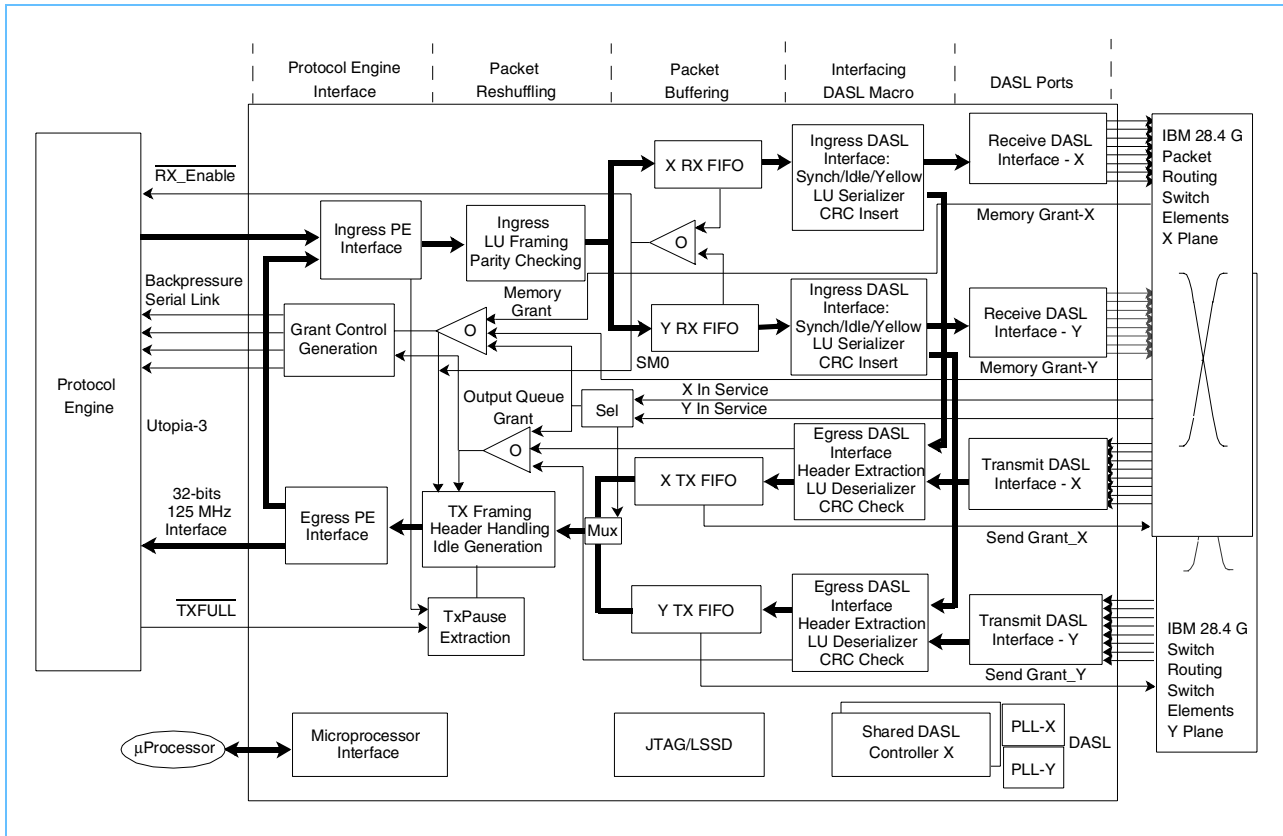 Protocol Engine
Interface
Packet
Reshuffling
Packet
Buffering
Interfacing
DASL Macro
DASL Ports
Protocol
Engine
RX_Enable
Backpressure
Serial Link
Utopia-3
32-bits
125 MHz
Interface
TXFULL
Ingress PE
Interface
Ingress
LU Framing
Parity Checking
X RX FIFO
Ingress DASL
Interface:
Synch/Idle/Yellow
LU Serializer
CRC Insert
Receive DASL
Interface - X
IBM 28.4 G
Packet
Routing
Switch
Elements
X Plane
Memory Grant-X
O
Memory
Grant
Grant Control
Generation
O
Y RX FIFO
Ingress DASL
Interface:
Synch/Idle/Yellow
LU Serializer
CRC Insert
Receive DASL
Interface - Y
SM0
Memory Grant-Y
X In Service
Y In Service
Output Queue
Grant
Sel
O
Egress DASL
Interface
Header Extraction
LU Deserializer
CRC Check
Transmit DASL
Interface - X
X TX FIFO
Egress PE
Interface
TX Framing
Header Handling
Idle Generation
Mux
Send Grant_X
TxPause
Extraction
Y TX FIFO
Egress DASL
Interface
Header Extraction
LU Deserializer
CRC Check
Transmit DASL
Interface - Y
Send Grant_Y
IBM 28.4 G
Switch
Routing
Switch
Elements
Y Plane
µProcessor
Microprocessor
Interface
JTAG/LSSD
Shared DASL
Controller X
PLL-X
PLL-Y
DASL